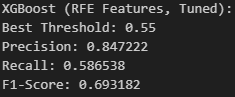 XGBoost (RFE Features, Tuned):
Best Threshold: 0.55
Precision: 0.847222
Recall: 0.586538
F1-Score: 0.693182